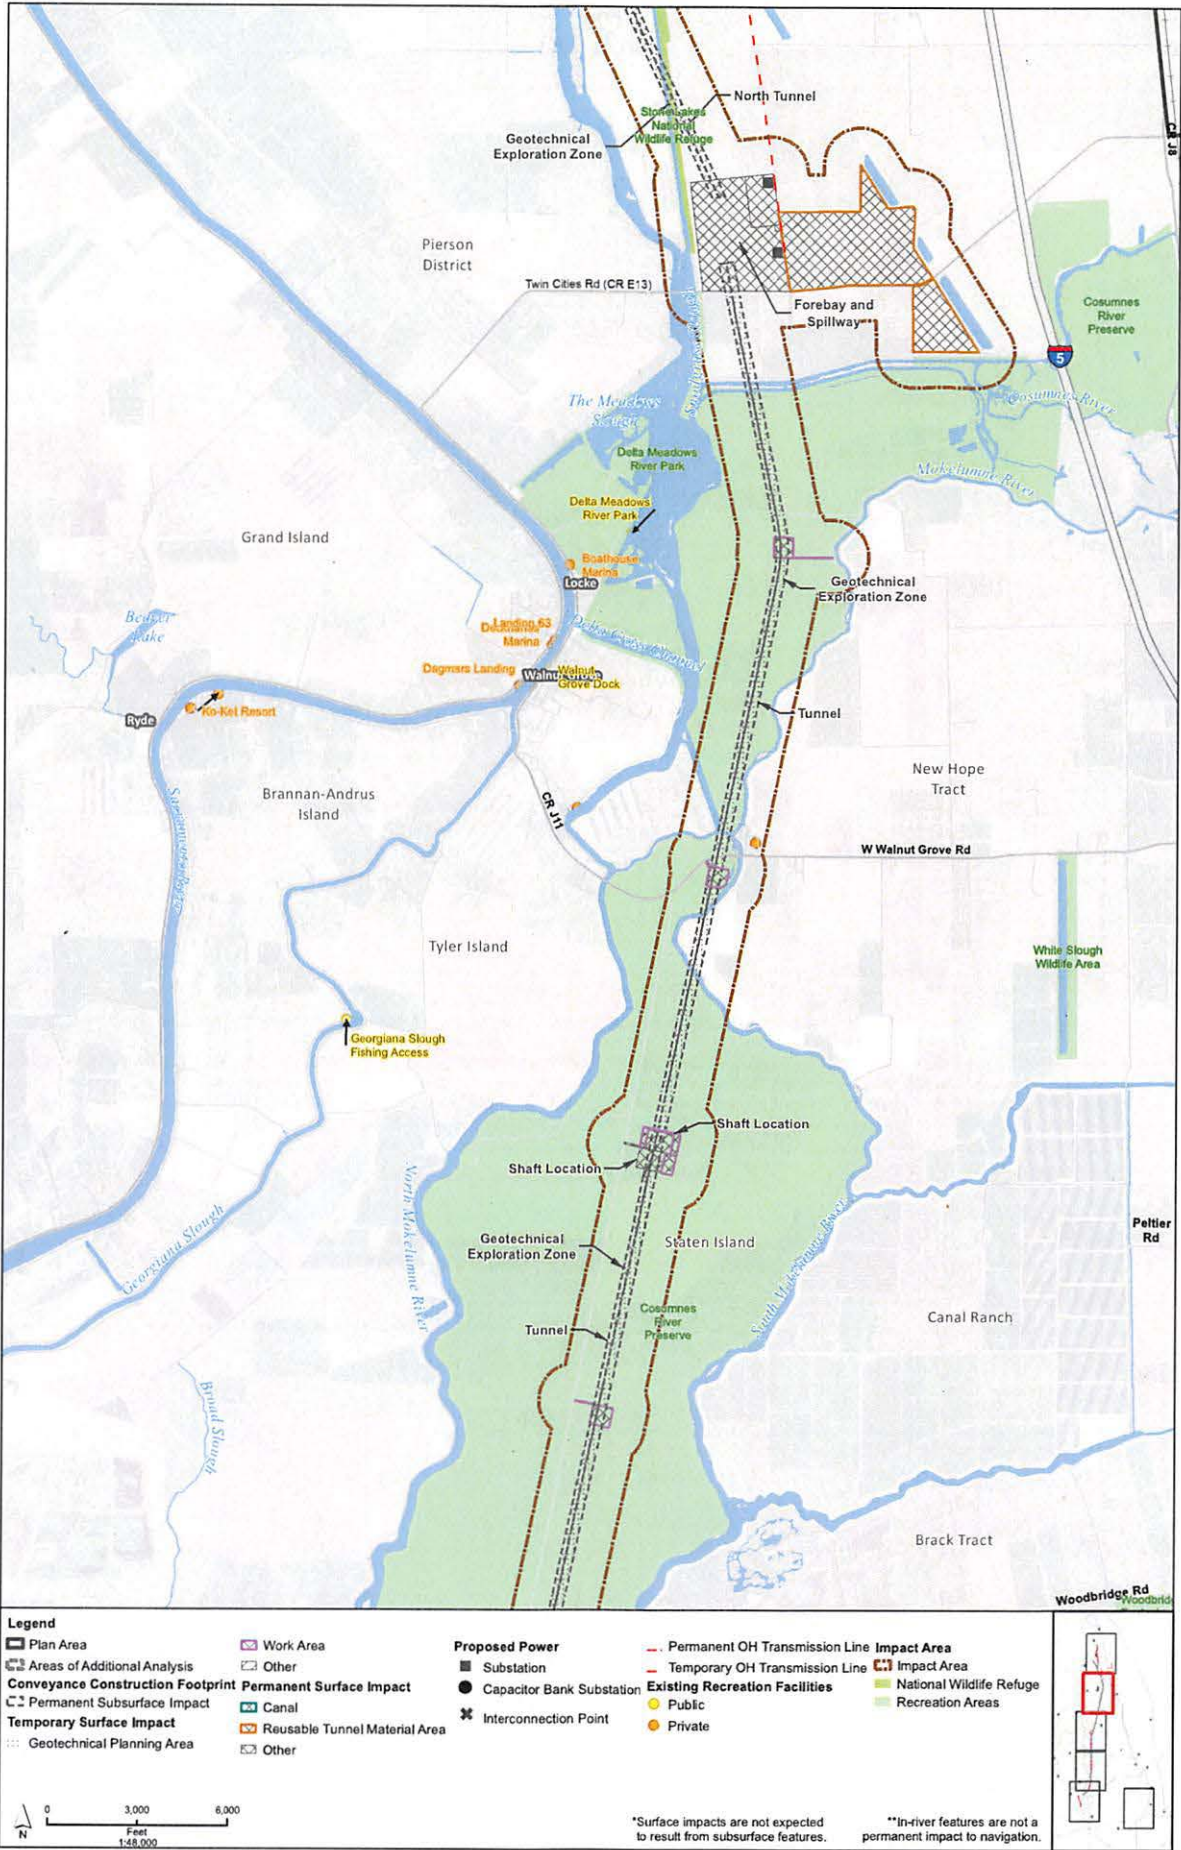 North Tunnel
Stone Lakes
National
Wildlife Refuge
Geotechnical
Exploration Zone
CR J8
Pierson
District
Twin Cities Rd (CR E13)
Forebay and
Spillway
Cosumnes
River
Preserve
5
The Meadows
Slough
Cosumnes River
Delta Meadows
River Park
Mokelumne River
Delta Meadows
River Park
Grand Island
Boathouse
Marina
Locke
Geotechnical
Exploration Zone
Beaver
Lake
Landing 63
Marina
Delta Cross Channel
Dagmars Landing
Walnut Grove
Walnut
Grove Dock
Ko-Ket Resort
Ryde
Tunnel
New Hope
Tract
Brannan-Andrus
Island
CR J11
W Walnut Grove Rd
Sacramento River
Tyler Island
White Slough
Wildlife Area
Georgiana Slough
Fishing Access
Shaft Location
Shaft Location
North Mokelumne River
Georgiana Slough
Geotechnical
Exploration Zone
Staten Island
South Mokelumne River
Peltier
Rd
Cosumnes
River
Preserve
Canal Ranch
Tunnel
Broad Slough
Brack Tract
Woodbridge Rd
Legend
Plan Area
Areas of Additional Analysis
Conveyance Construction Footprint
Permanent Subsurface Impact
Temporary Surface Impact
Geotechnical Planning Area
Work Area
Other
Permanent Surface Impact
Canal
Reusable Tunnel Material Area
Other
Proposed Power
Substation
Capacitor Bank Substation
Interconnection Point
Permanent OH Transmission Line
Temporary OH Transmission Line
Existing Recreation Facilities
Public
Private
Impact Area
Impact Area
National Wildlife Refuge
Recreation Areas
N
0 3,000 6,000
Feet
1:48,000
*Surface impacts are not expected
to result from subsurface features.
**In-river features are not a
permanent impact to navigation.